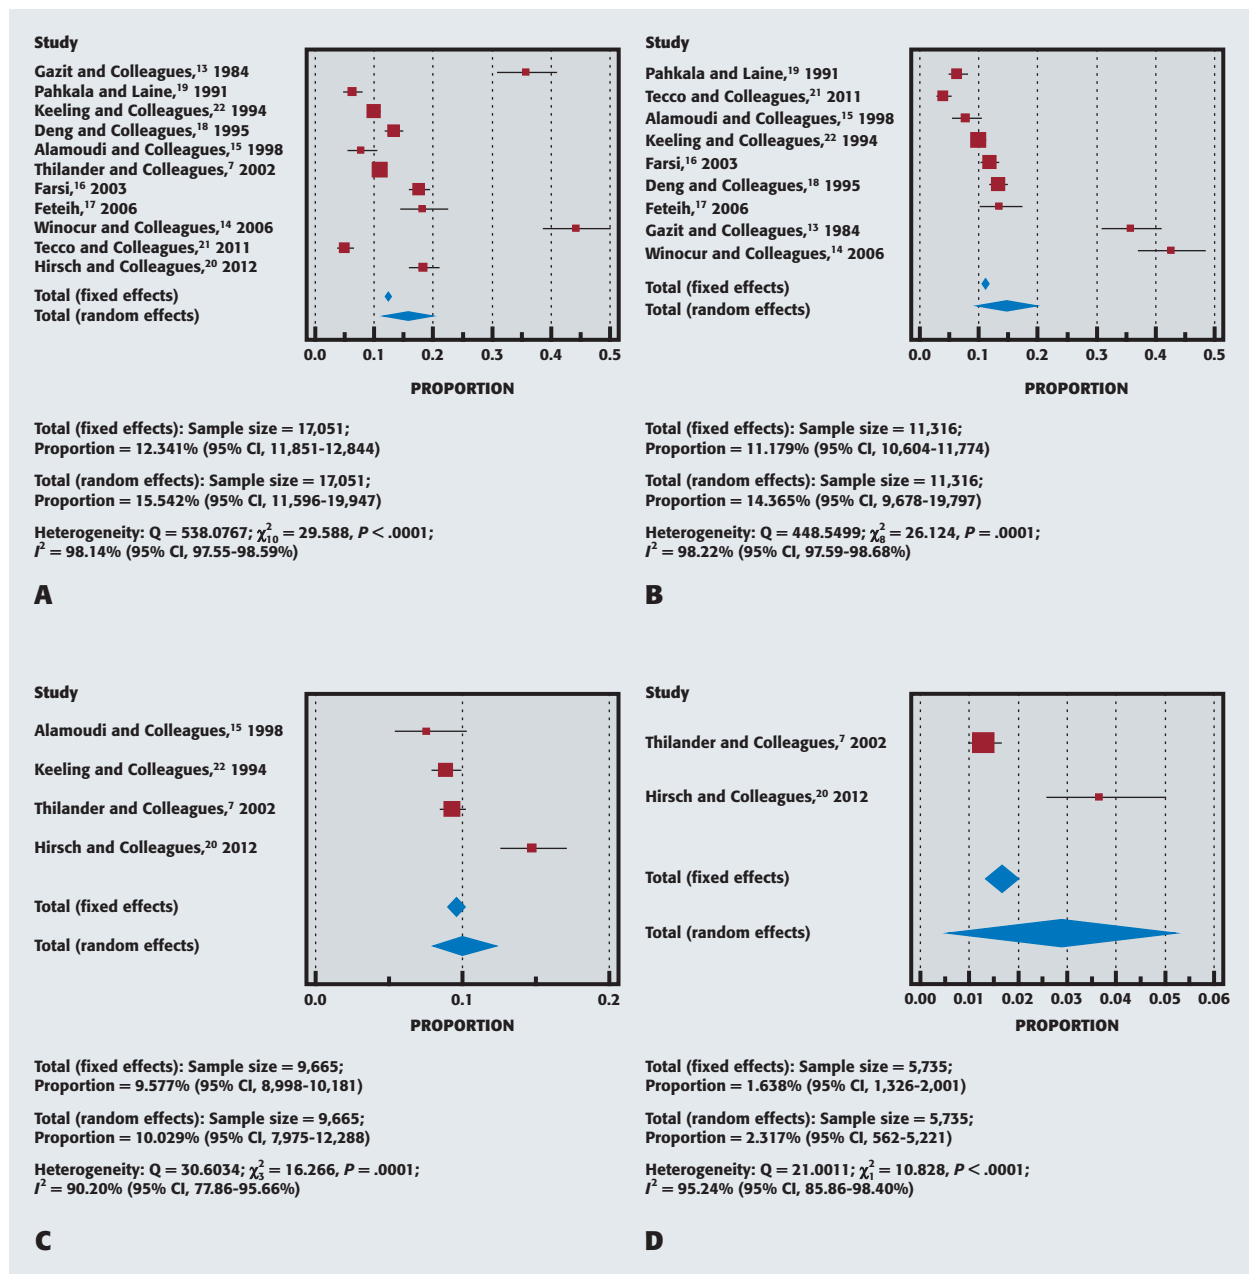 Study
Gazit and Colleagues,¹³ 1984
Pahkala and Laine,¹⁹ 1991
Keeling and Colleagues,²² 1994
Deng and Colleagues,¹⁸ 1995
Alamoudi and Colleagues,¹⁵ 1998
Thilander and Colleagues,⁷ 2002
Farsi,¹⁶ 2003
Feteih,¹⁷ 2006
Winocur and Colleagues,¹⁴ 2006
Tecco and Colleagues,²¹ 2011
Hirsch and Colleagues,²⁰ 2012
Total (fixed effects)
Total (random effects)
0.0 0.1 0.2 0.3 0.4 0.5
PROPORTION
Total (fixed effects): Sample size = 17,051;
Proportion = 12.341% (95% CI, 11,851-12,844)
Total (random effects): Sample size = 17,051;
Proportion = 15.542% (95% CI, 11,596-19,947)
Heterogeneity: Q = 538.0767; χ²₁₀ = 29.588, P < .0001;
I² = 98.14% (95% CI, 97.55-98.59%)
A
Study
Pahkala and Laine,¹⁹ 1991
Tecco and Colleagues,²¹ 2011
Alamoudi and Colleagues,¹⁵ 1998
Keeling and Colleagues,²² 1994
Farsi,¹⁶ 2003
Deng and Colleagues,¹⁸ 1995
Feteih,¹⁷ 2006
Gazit and Colleagues,¹³ 1984
Winocur and Colleagues,¹⁴ 2006
Total (fixed effects)
Total (random effects)
0.0 0.1 0.2 0.3 0.4 0.5
PROPORTION
Total (fixed effects): Sample size = 11,316;
Proportion = 11.179% (95% CI, 10,604-11,774)
Total (random effects): Sample size = 11,316;
Proportion = 14.365% (95% CI, 9,678-19,797)
Heterogeneity: Q = 448.5499; χ²₈ = 26.124, P = .0001;
I² = 98.22% (95% CI, 97.59-98.68%)
B
Study
Alamoudi and Colleagues,¹⁵ 1998
Keeling and Colleagues,²² 1994
Thilander and Colleagues,⁷ 2002
Hirsch and Colleagues,²⁰ 2012
Total (fixed effects)
Total (random effects)
0.0 0.1 0.2
PROPORTION
Total (fixed effects): Sample size = 9,665;
Proportion = 9.577% (95% CI, 8,998-10,181)
Total (random effects): Sample size = 9,665;
Proportion = 10.029% (95% CI, 7,975-12,288)
Heterogeneity: Q = 30.6034; χ²₃ = 16.266, P = .0001;
I² = 90.20% (95% CI, 77.86-95.66%)
C
Study
Thilander and Colleagues,⁷ 2002
Hirsch and Colleagues,²⁰ 2012
Total (fixed effects)
Total (random effects)
0.00 0.01 0.02 0.03 0.04 0.05 0.06
PROPORTION
Total (fixed effects): Sample size = 5,735;
Proportion = 1.638% (95% CI, 1,326-2,001)
Total (random effects): Sample size = 5,735;
Proportion = 2.317% (95% CI, 562-5,221)
Heterogeneity: Q = 21.0011; χ²₁ = 10.828, P < .0001;
I² = 95.24% (95% CI, 85.86-98.40%)
D